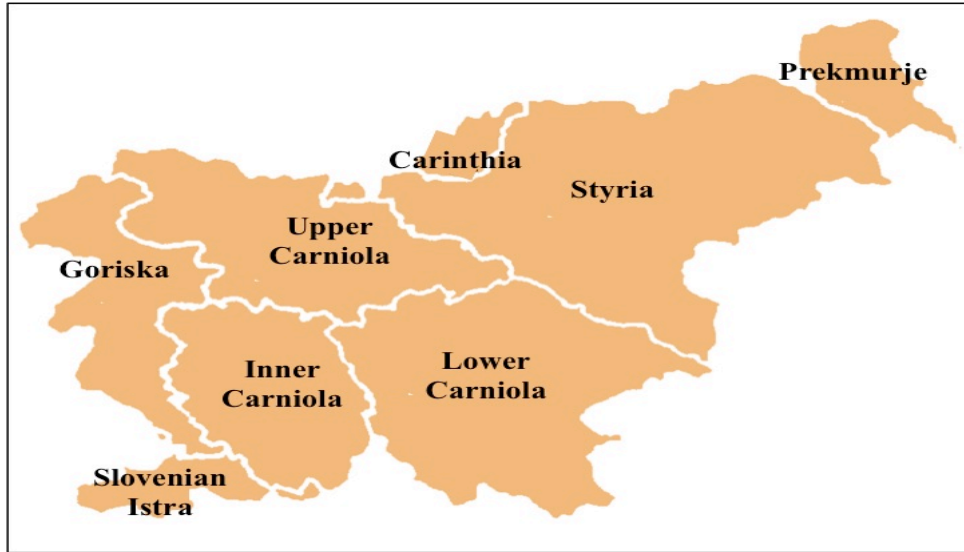 Prekmurje
Carinthia
Styria
Upper
Carniola
Goriska
Inner
Carniola
Lower
Carniola
Slovenian
Istra